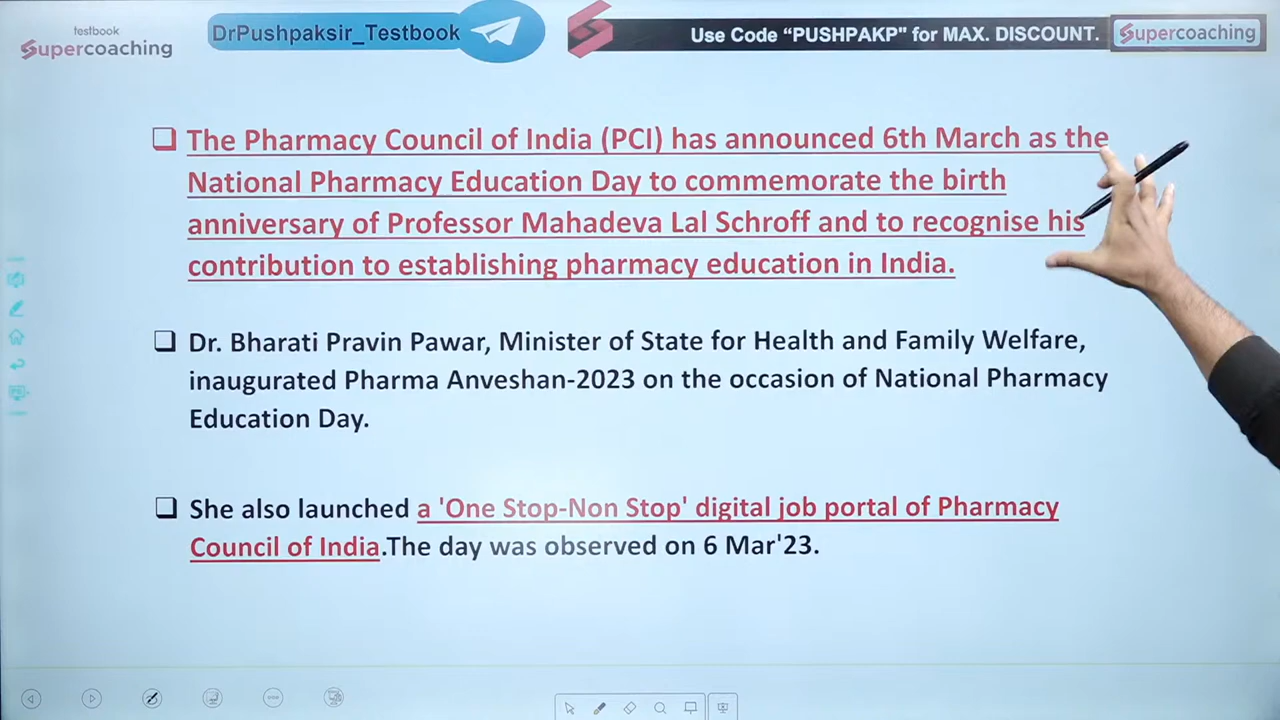 testbook
Supercoaching
DrPushpaksir_Testbook
Use Code “PUSHPAKP" for MAX. DISCOUNT.
Supercoaching
The Pharmacy Council of India (PCI) has announced 6th March as the
National Pharmacy Education Day to commemorate the birth
anniversary of Professor Mahadeva Lal Schroff and to recognise his
contribution to establishing pharmacy education in India.
Dr. Bharati Pravin Pawar, Minister of State for Health and Family Welfare,
inaugurated Pharma Anveshan-2023 on the occasion of National Pharmacy
Education Day.
She also launched a 'One Stop-Non Stop' digital job portal of Pharmacy
Council of India.The day was observed on 6 Mar'23.